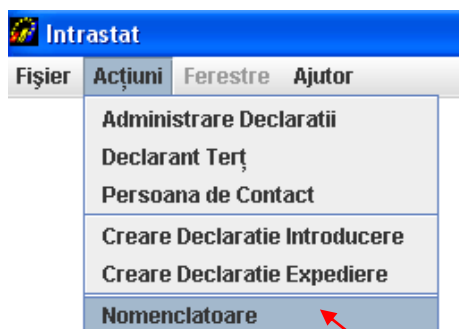 Intrastat
Fişier Acţiuni Ferestre Ajutor
Administrare Declaratii
Declarant Terţ
Persoana de Contact
Creare Declaratie Introducere
Creare Declaratie Expediere
Nomenclatoare